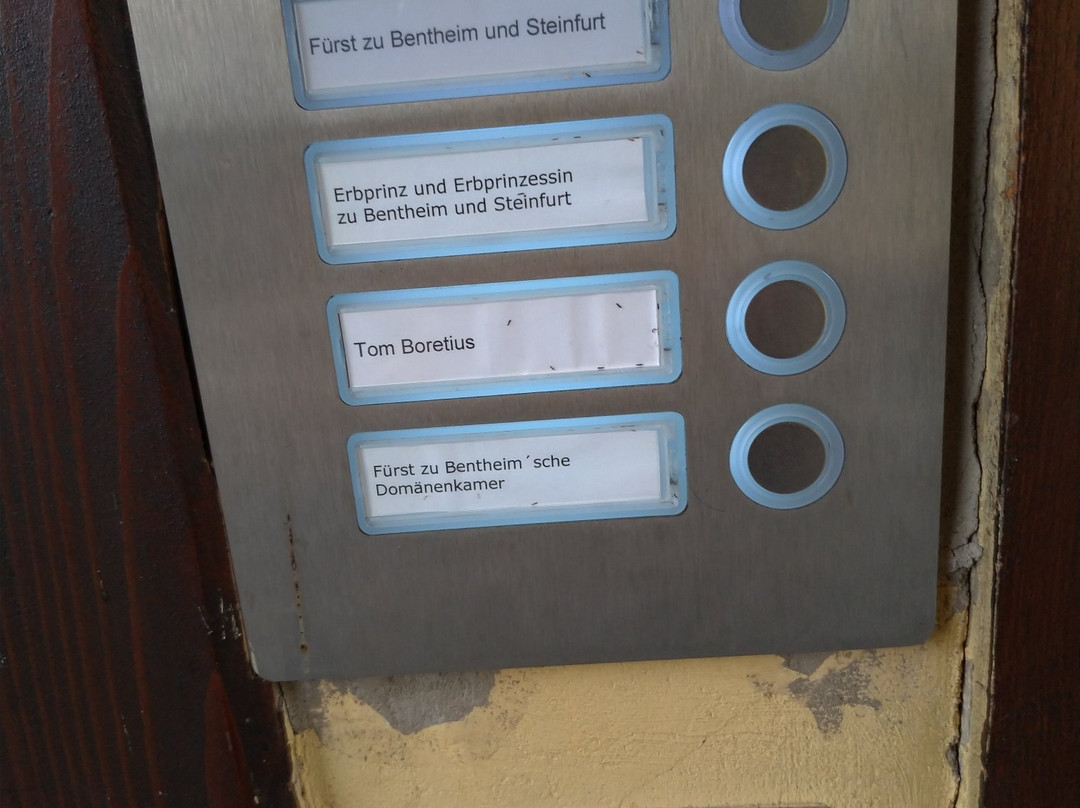 Fürst zu Bentheim und Steinfurt
Erbprinz und Erbprinzessin
zu Bentheim und Steinfurt
Tom Boretius
Fürst zu Bentheim´sche
Domänenkamer